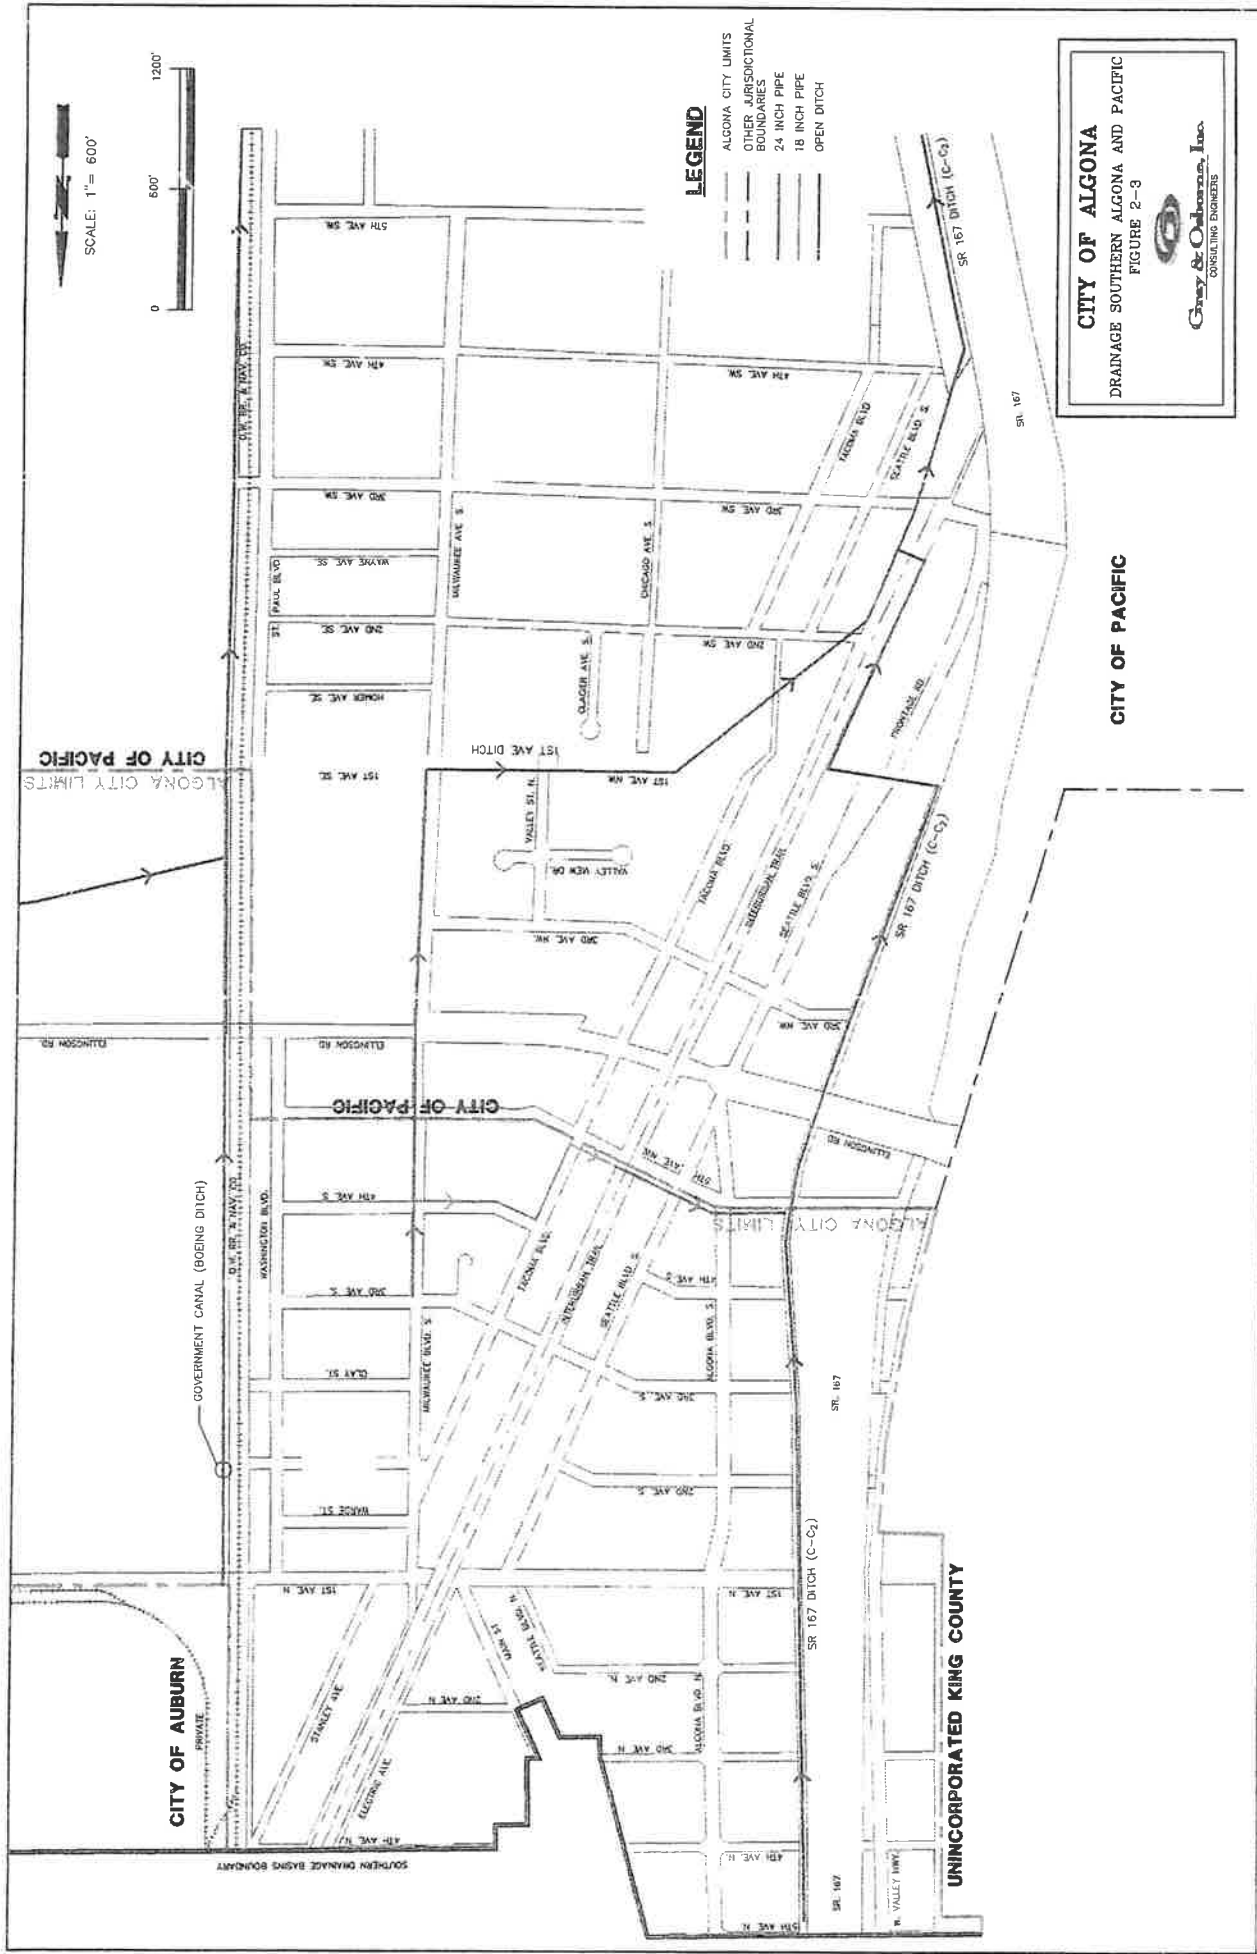 SCALE: 1"= 600'
0
600'
1200'
LEGEND
ALGONA CITY LIMITS
OTHER JURISDICTIONAL
BOUNDARIES
24 INCH PIPE
18 INCH PIPE
OPEN DITCH
CITY OF ALGONA
DRAINAGE SOUTHERN ALGONA AND PACIFIC
FIGURE 2-3
Gray & Osborne, Inc.
CONSULTING ENGINEERS
CITY OF AUBURN
PRIVATE
SOUTHERN DRAINAGE BASINS BOUNDARY
GOVERNMENT CANAL (BOEING DITCH)
O.W. RR. & NAV. CO.
O.W. RR. & NAV. CO.
CITY OF PACIFIC
ALGONA CITY LIMITS
ELLINGSON RD.
ELLINGSON RD.
WASHINGTON BLVD.
CITY OF PACIFIC
4TH AVE. S.
3RD AVE. S.
CLAY ST.
WARDE ST.
1ST AVE. N.
MILWAUKEE BLVD. S.
STANLEY AVE.
ELECTRIC AVE.
4TH AVE. N.
2ND AVE. N.
MAIN ST.
SEATTLE BLVD. N.
2ND AVE. N.
3RD AVE. N.
ALGONA BLVD. N.
4TH AVE. N.
5TH AVE. N.
1ST AVE. N.
2ND AVE. S.
3RD AVE. S.
4TH AVE. S.
ALGONA BLVD. S.
TACOMA BLVD.
INTERURBAN TRAIL
SEATTLE BLVD. S.
5TH AVE. NW.
ALGONA CITY LIMITS
ELLINGSON RD.
SR 167 DITCH (C-C2)
SR. 167
SR. 167
W. VALLEY HWY.
UNINCORPORATED KING COUNTY
ST. PAUL BLVD.
1ST AVE. SE.
HOMER AVE. SE.
2ND AVE. SE.
WAYNE AVE. SE.
3RD AVE. SW.
4TH AVE. SW.
5TH AVE. SW.
MILWAUKEE AVE. S.
1ST AVE DITCH
VALLEY ST. N.
VALLEY VIEW DR.
3RD AVE. NW.
1ST AVE. NW.
GLACIER AVE. S.
CHICAGO AVE. S.
2ND AVE. SW.
3RD AVE. SW.
4TH AVE. SW.
TACOMA BLVD.
INTERURBAN TRAIL
SEATTLE BLVD. S.
TACOMA BLVD.
SEATTLE BLVD. S.
FRONTAGE RD.
3RD AVE. NW.
SR 167 DITCH (C-C2)
SR 167 DITCH (C-C2)
SR. 167
CITY OF PACIFIC